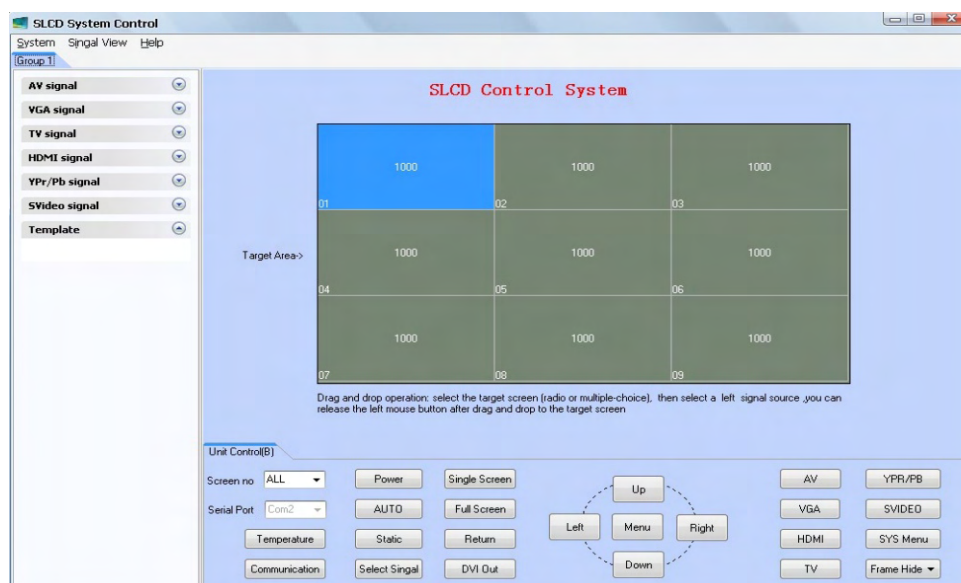 SLCD System Control
System Singal View Help
Group 1
AV signal
VGA signal
TV signal
HDMI signal
YPr/Pb signal
SVideo signal
Template
SLCD Control System
1000 1000 1000
01 02 03
Target Area->
1000 1000 1000
04 05 06
1000 1000 1000
07 08 09
Drag and drop operation: select the target screen (radio or multiple-choice), then select a left signal source ,you can
release the left mouse button after drag and drop to the target screen
Unit Control(B)
Screen no ALL Power Single Screen Up AV YPR/PB
Serial Port Com2 AUTO Full Screen Left Menu Right VGA SVIDEO
Temperature Static Return HDMI SYS Menu
Communication Select Singal DVI Out Down TV Frame Hide